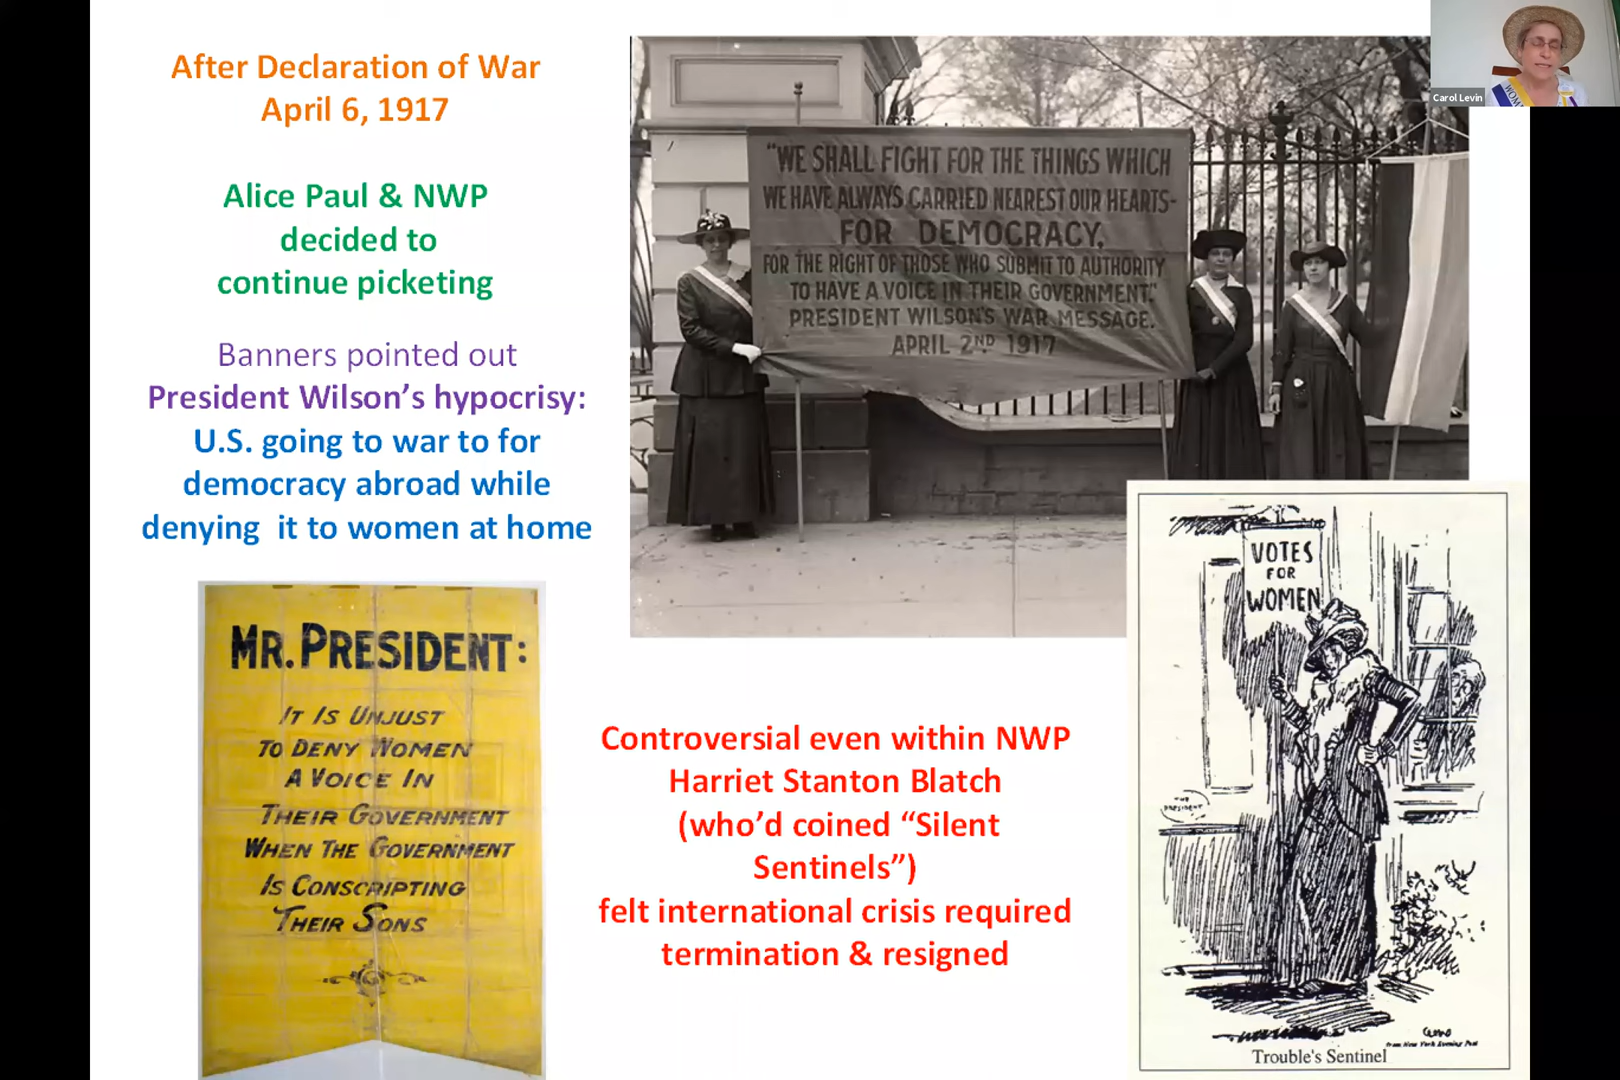 After Declaration of War
April 6, 1917
Alice Paul & NWP
decided to
continue picketing
Banners pointed out
President Wilson’s hypocrisy:
U.S. going to war to for
democracy abroad while
denying it to women at home
MR. PRESIDENT:
IT IS UNJUST
TO DENY WOMEN
A VOICE IN
THEIR GOVERNMENT
WHEN THE GOVERNMENT
IS CONSCRIPTING
THEIR SONS
"WE SHALL FIGHT FOR THE THINGS WHICH
WE HAVE ALWAYS CARRIED NEAREST OUR HEARTS-
FOR DEMOCRACY,
FOR THE RIGHT OF THOSE WHO SUBMIT TO AUTHORITY
TO HAVE A VOICE IN THEIR GOVERNMENT."
PRESIDENT WILSON'S WAR MESSAGE.
APRIL 2ND 1917
Carol Levin
Controversial even within NWP
Harriet Stanton Blatch
(who’d coined “Silent
Sentinels”)
felt international crisis required
termination & resigned
VOTES
FOR
WOMEN
THE
PRESIDENT
from New York Evening Post
Trouble's Sentinel